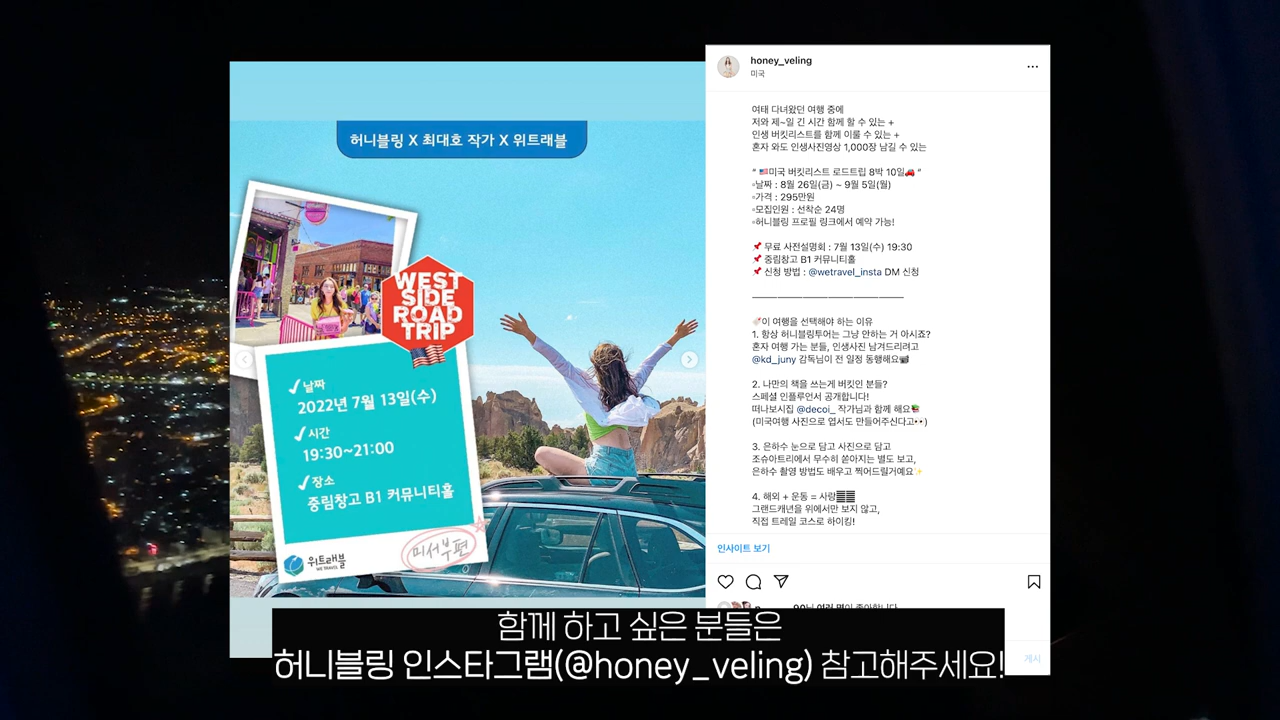 허니블링 X 최대호 작가 X 위트래블
WEST
SIDE
ROAD
TRIP
✓날짜
2022년 7월 13일(수)
✓시간
19:30~21:00
✓장소
중림창고 B1 커뮤니티홀
위트래블
WE TRAVEL
미서부편
honey_veling
미국
여태 다녀왔던 여행 중에
저와 제~일 긴 시간 함께 할 수 있는 +
인생 버킷리스트를 함께 이룰 수 있는 +
혼자 와도 인생사진영상 1,000장 남길 수 있는
“ 🇺🇸미국 버킷리스트 로드트립 8박 10일🚗 “
▫️날짜 : 8월 26일(금) ~ 9월 5일(월)
▫️가격 : 295만원
▫️모집인원 : 선착순 24명
▫️허니블링 프로필 링크에서 예약 가능!
📌 무료 사전설명회 : 7월 13일(수) 19:30
📌 중림창고 B1 커뮤니티홀
📌 신청 방법 : @wetravel_insta DM 신청
이 여행을 선택해야 하는 이유
1. 항상 허니블링투어는 그냥 안하는 거 아시죠?
혼자 여행 가는 분들, 인생사진 남겨드리려고
@kd_juny 감독님이 전 일정 동행해요📹
2. 나만의 책을 쓰는게 버킷인 분들?
스페셜 인플루언서 공개합니다!
떠나보시집 @decoi_ 작가님과 함께 해요
(미국여행 사진으로 엽서도 만들어주신다고👀)
3. 은하수 눈으로 담고 사진으로 담고
조슈아트리에서 무수히 쏟아지는 별도 보고,
은하수 촬영 방법도 배우고 찍어드릴거예요✨
4. 해외 + 운동 = 사랑
그랜드캐년을 위에서만 보지 않고,
직접 트레일 코스로 하이킹!
인사이트 보기
게시
함께 하고 싶은 분들은
허니블링 인스타그램(@honey_veling) 참고해주세요!